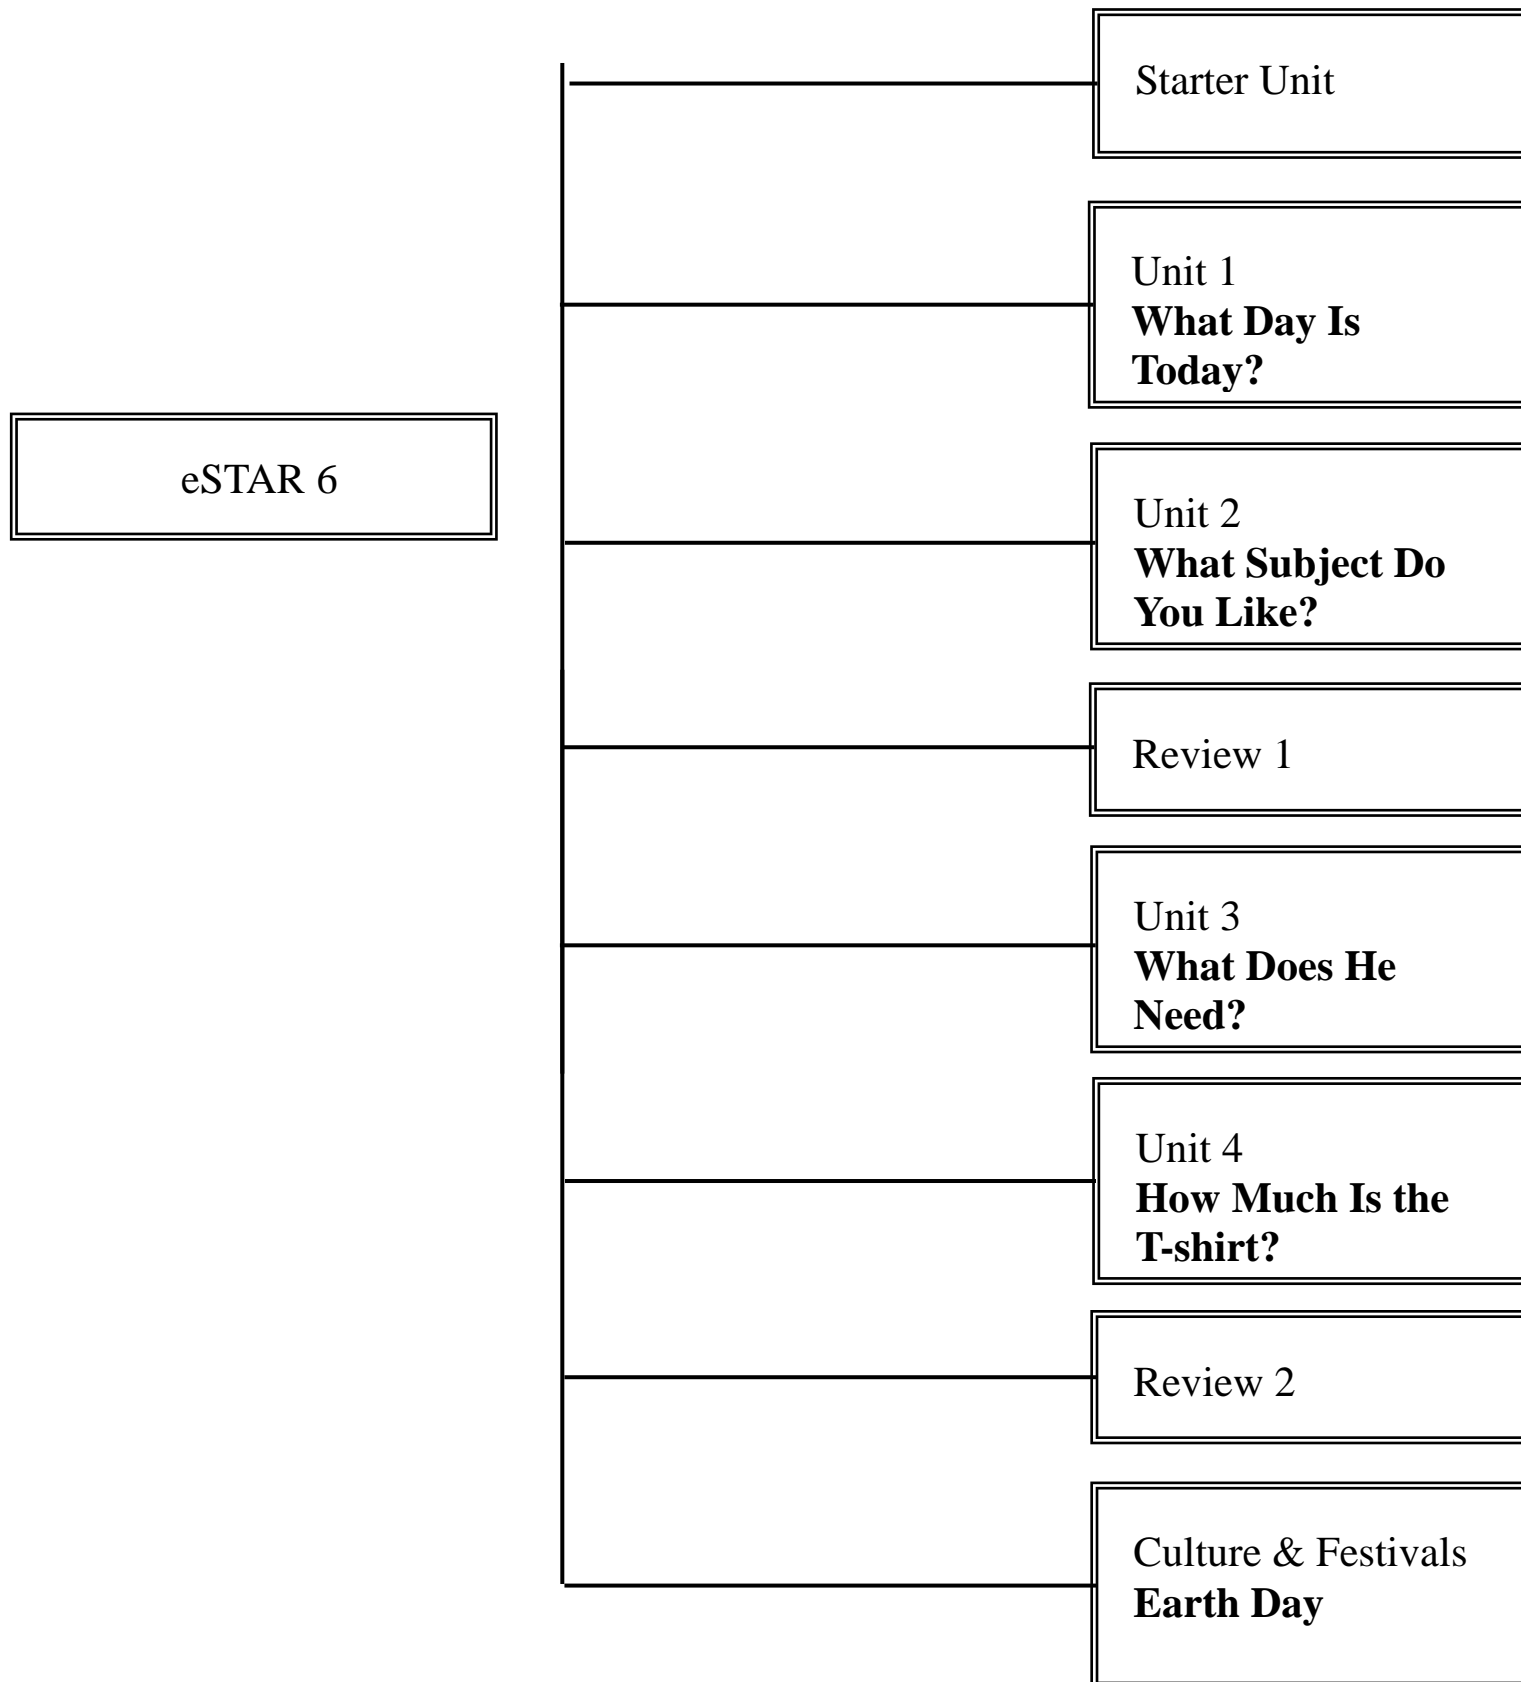 eSTAR 6
Starter Unit
Unit 1
What Day Is
Today?
Unit 2
What Subject Do
You Like?
Review 1
Unit 3
What Does He
Need?
Unit 4
How Much Is the
T-shirt?
Review 2
Culture & Festivals
Earth Day